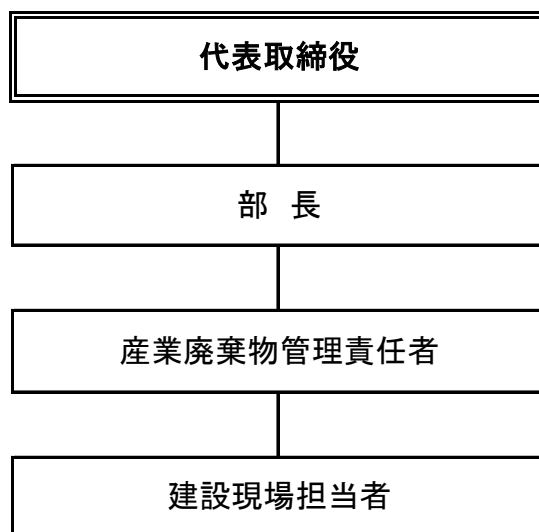 代表取締役
部 長
産業廃棄物管理責任者
建設現場担当者